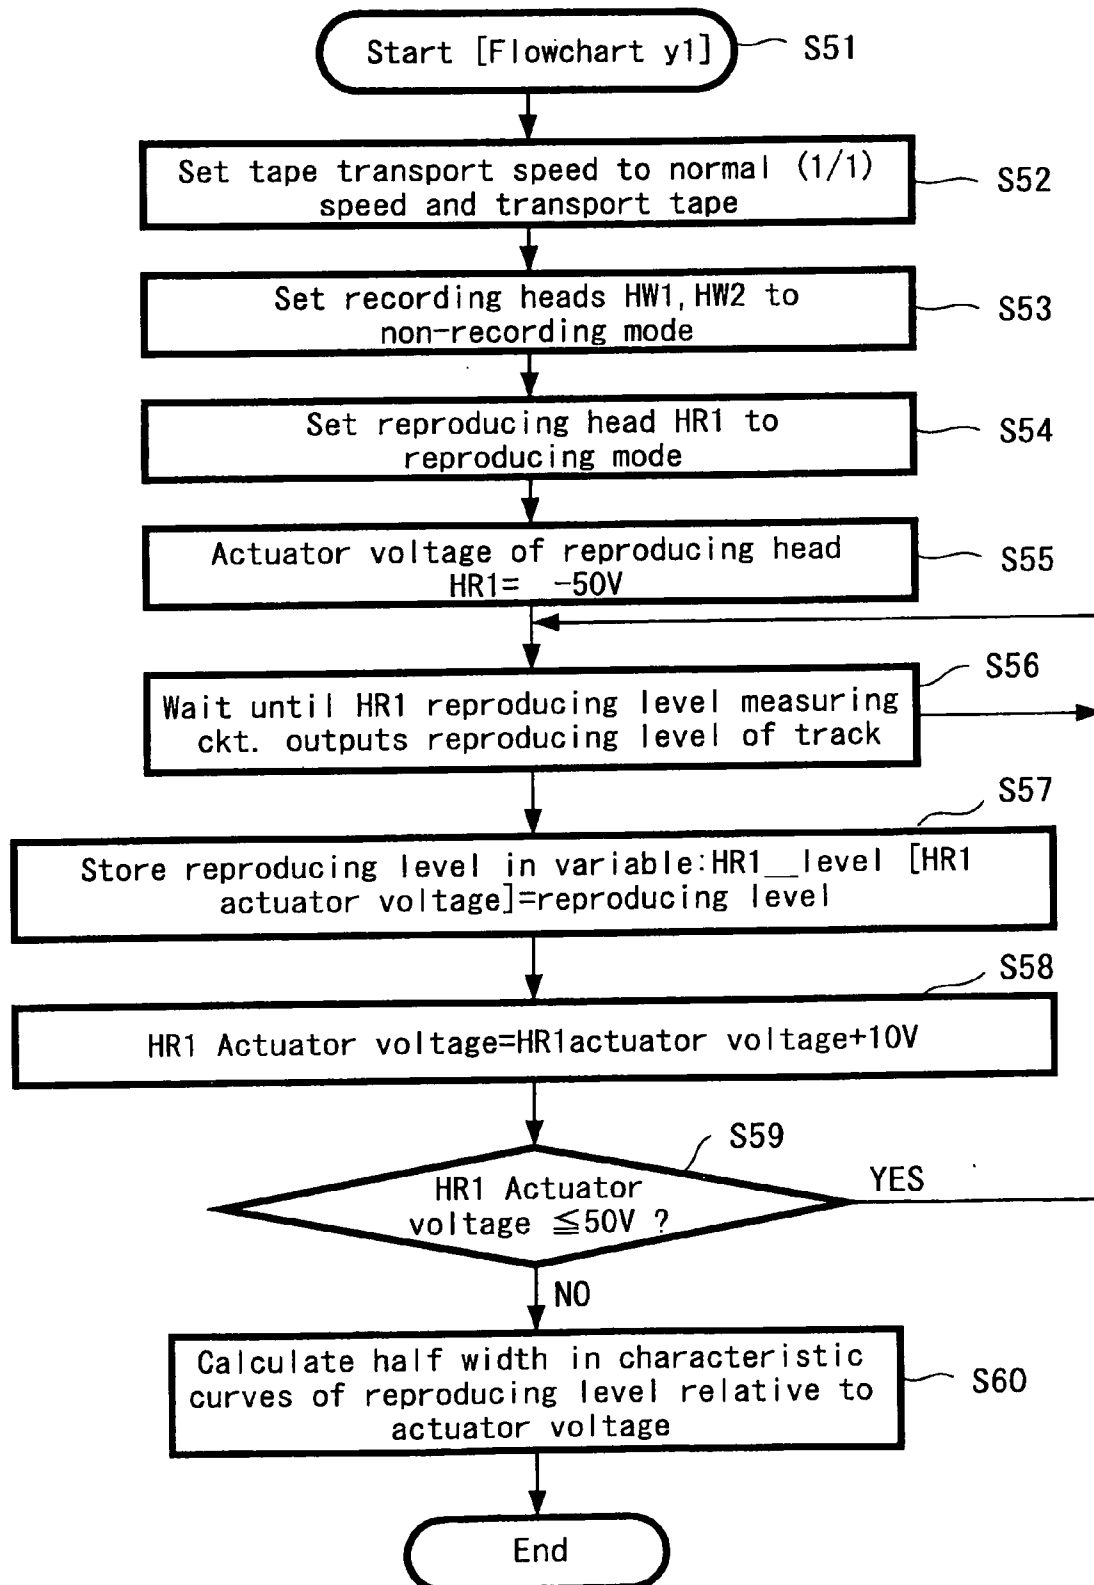 Start [Flowchart y1]
S51
Set tape transport speed to normal (1/1)
speed and transport tape
S52
Set recording heads HW1, HW2 to
non-recording mode
S53
Set reproducing head HR1 to
reproducing mode
S54
Actuator voltage of reproducing head
HR1= -50V
S55
S56
Wait until HR1 reproducing level measuring
ckt. outputs reproducing level of track
S57
Store reproducing level in variable:HR1__level [HR1
actuator voltage]=reproducing level
S58
HR1 Actuator voltage=HR1actuator voltage+10V
S59
HR1 Actuator
voltage ≦50V ?
YES
NO
Calculate half width in characteristic
curves of reproducing level relative to
actuator voltage
S60
End